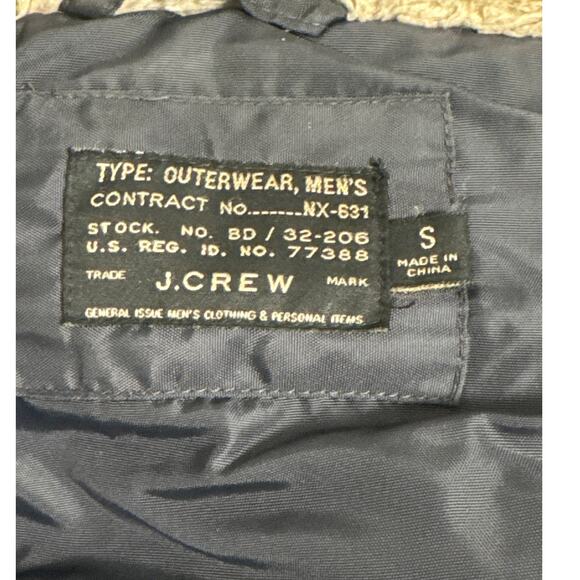 TYPE: OUTERWEAR, MEN'S
CONTRACT NO.......NX-631
STOCK. NO. BD / 32-206
U.S. REG. ID. NO. 77388
TRADE J.CREW MARK
GENERAL ISSUE MEN'S CLOTHING & PERSONAL ITEMS
S
MADE IN
CHINA